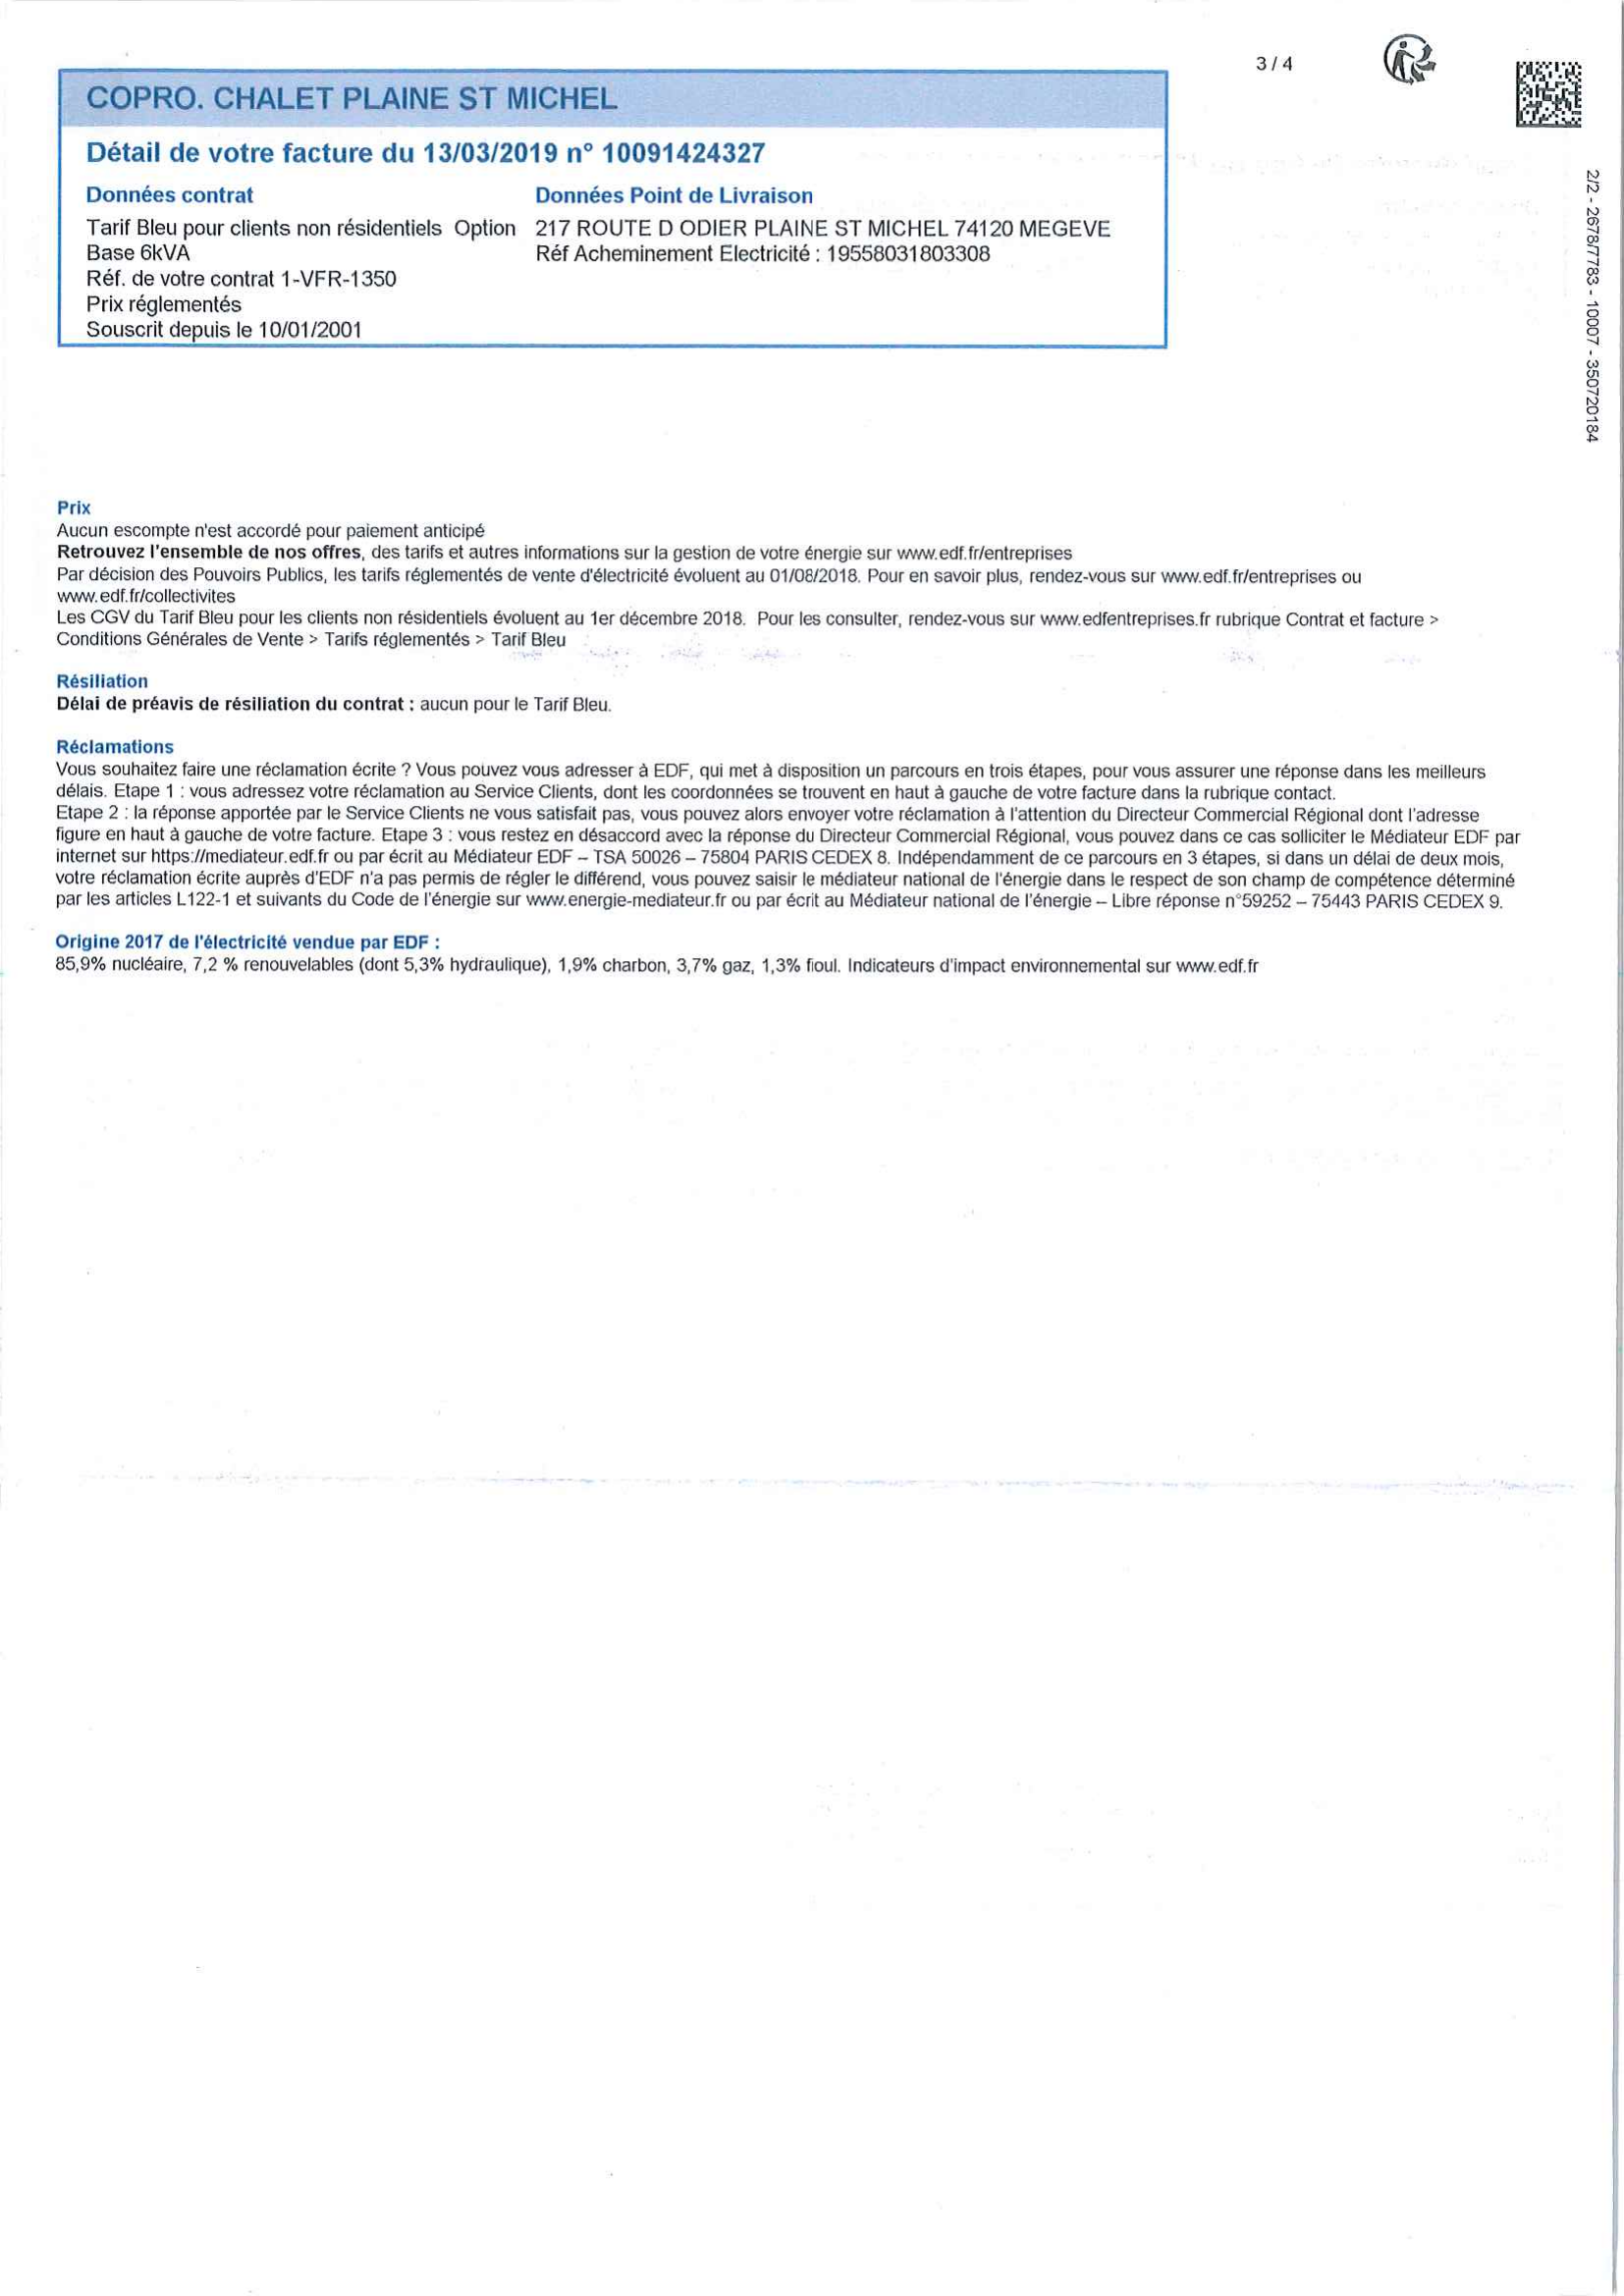 3 / 4
COPRO. CHALET PLAINE ST MICHEL
Détail de votre facture du 13/03/2019 n° 10091424327
Données contrat
Tarif Bleu pour clients non résidentiels Option
Base 6kVA
Réf. de votre contrat 1-VFR-1350
Prix réglementés
Souscrit depuis le 10/01/2001
Données Point de Livraison
217 ROUTE D ODIER PLAINE ST MICHEL 74120 MEGEVE
Réf Acheminement Electricité : 19558031803308
2/2 - 2678/7783 - 10007 - 350720184
Prix
Aucun escompte n'est accordé pour paiement anticipé
Retrouvez l'ensemble de nos offres, des tarifs et autres informations sur la gestion de votre énergie sur www.edf.fr/entreprises
Par décision des Pouvoirs Publics, les tarifs réglementés de vente d'électricité évoluent au 01/08/2018. Pour en savoir plus, rendez-vous sur www.edf.fr/entreprises ou
www.edf.fr/collectivites
Les CGV du Tarif Bleu pour les clients non résidentiels évoluent au 1er décembre 2018. Pour les consulter, rendez-vous sur www.edfentreprises.fr rubrique Contrat et facture >
Conditions Générales de Vente > Tarifs réglementés > Tarif Bleu
Résiliation
Délai de préavis de résiliation du contrat : aucun pour le Tarif Bleu.
Réclamations
Vous souhaitez faire une réclamation écrite ? Vous pouvez vous adresser à EDF, qui met à disposition un parcours en trois étapes, pour vous assurer une réponse dans les meilleurs
délais. Etape 1 : vous adressez votre réclamation au Service Clients, dont les coordonnées se trouvent en haut à gauche de votre facture dans la rubrique contact.
Etape 2 : la réponse apportée par le Service Clients ne vous satisfait pas, vous pouvez alors envoyer votre réclamation à l'attention du Directeur Commercial Régional dont l'adresse
figure en haut à gauche de votre facture. Etape 3 : vous restez en désaccord avec la réponse du Directeur Commercial Régional, vous pouvez dans ce cas solliciter le Médiateur EDF par
internet sur https://mediateur.edf.fr ou par écrit au Médiateur EDF – TSA 50026 – 75804 PARIS CEDEX 8. Indépendamment de ce parcours en 3 étapes, si dans un délai de deux mois,
votre réclamation écrite auprès d'EDF n'a pas permis de régler le différend, vous pouvez saisir le médiateur national de l'énergie dans le respect de son champ de compétence déterminé
par les articles L122-1 et suivants du Code de l'énergie sur www.energie-mediateur.fr ou par écrit au Médiateur national de l'énergie – Libre réponse n°59252 – 75443 PARIS CEDEX 9.
Origine 2017 de l'électricité vendue par EDF :
85,9% nucléaire, 7,2 % renouvelables (dont 5,3% hydraulique), 1,9% charbon, 3,7% gaz, 1,3% fioul. Indicateurs d'impact environnemental sur www.edf.fr